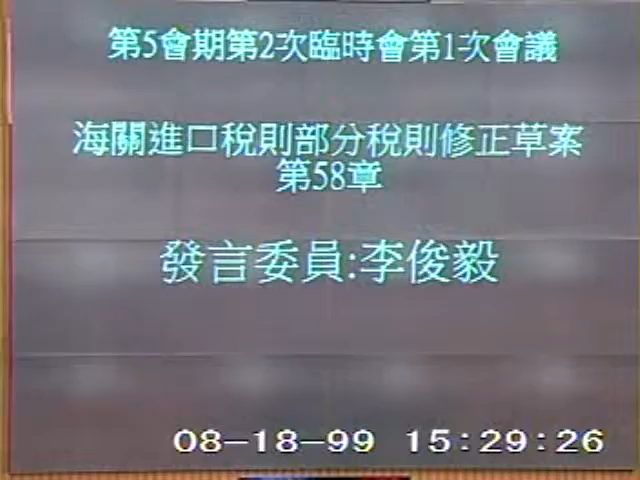 第5會期第2次臨時會第1次會議
海關進口稅則部分稅則修正草案
第58章
發言委員:李俊毅
08-18-99 15:29:26